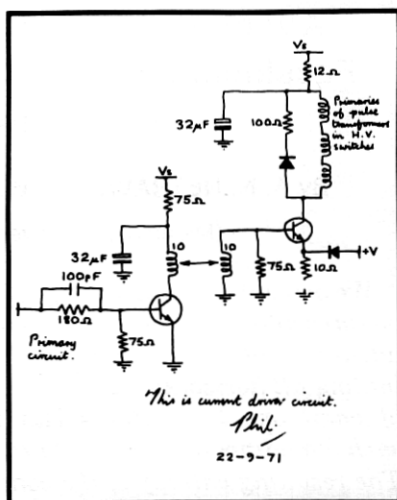 Vs
12Ω
Primaries
of pulse
transformers
in H.V.
switches
100Ω
32μF
Vs
75Ω
32μF
10
10
100pF
180Ω
75Ω
75Ω
10Ω
+V
Primary
circuit.
This is current driver circuit.
Phil.
22-9-71